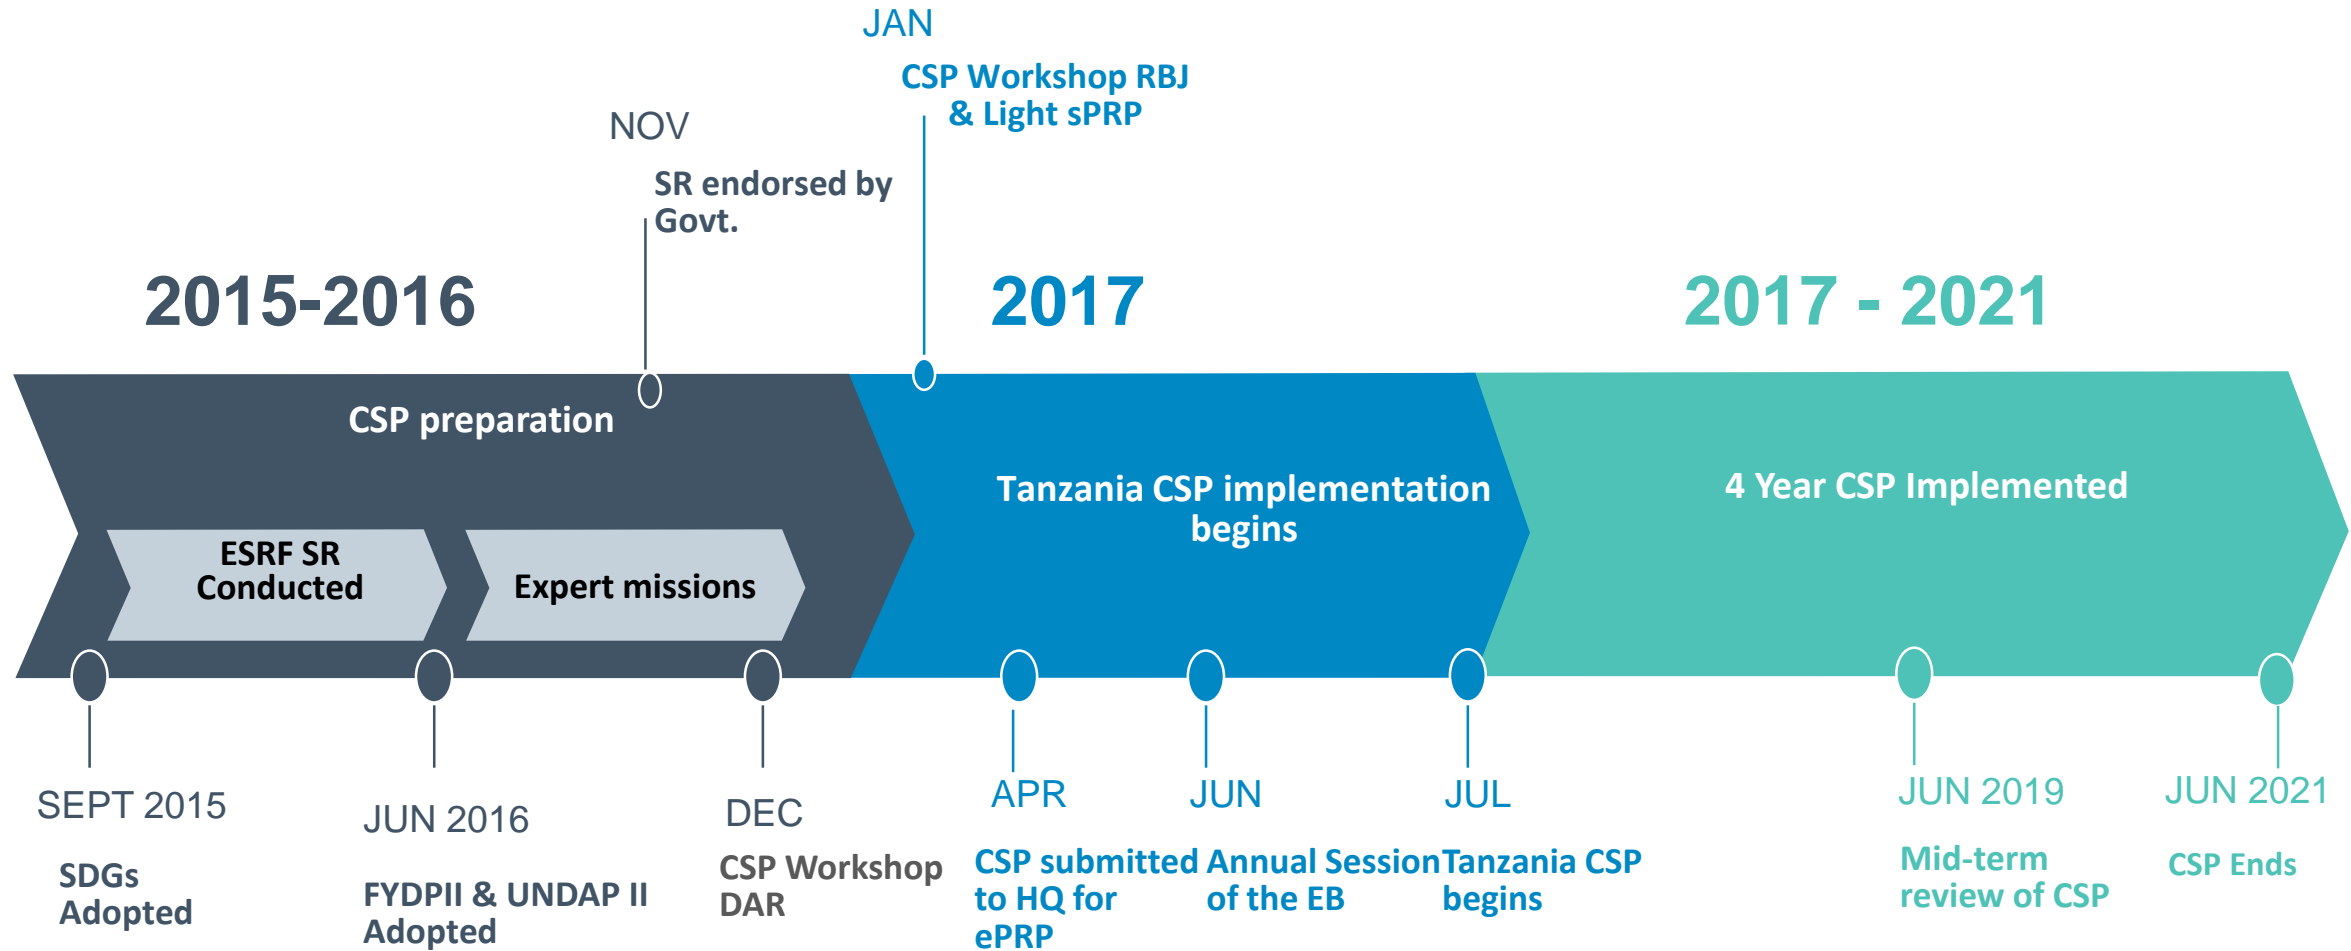 JAN
CSP Workshop RBJ
& Light sPRP
NOV
SR endorsed by
Govt.
2015-2016
2017
2017 - 2021
CSP preparation
Tanzania CSP implementation
begins
4 Year CSP Implemented
ESRF SR
Conducted
Expert missions
SEPT 2015
SDGs
Adopted
JUN 2016
FYDPII & UNDAP II
Adopted
DEC
CSP Workshop
DAR
APR
CSP submitted
to HQ for
ePRP
JUN
Annual Session
of the EB
JUL
Tanzania CSP
begins
JUN 2019
Mid-term
review of CSP
JUN 2021
CSP Ends